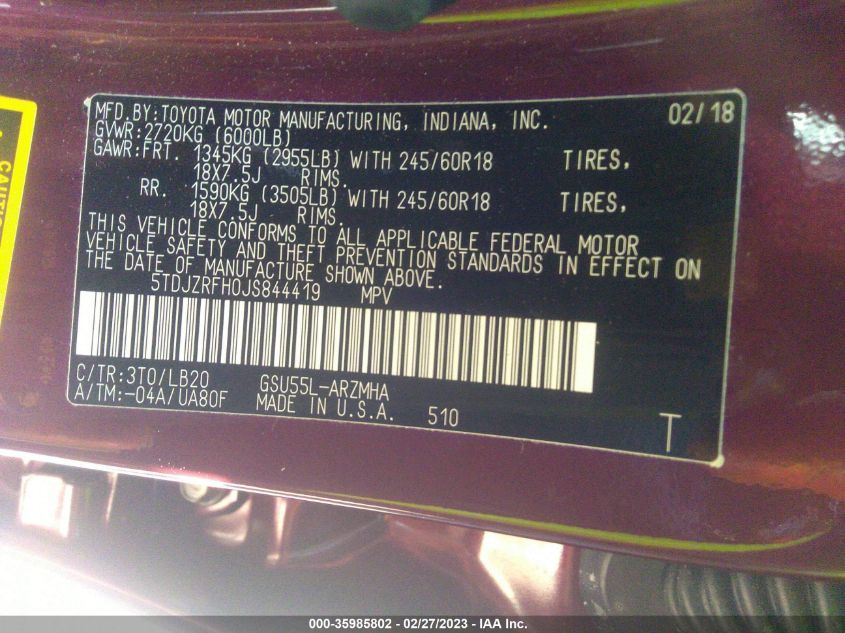 MFD.BY:TOYOTA MOTOR MANUFACTURING, INDIANA, INC. 02/18
GVWR:2720KG (6000LB)
GAWR:FRT. 1345KG (2955LB) WITH 245/60R18 TIRES,
18X7.5J RIMS.
RR. 1590KG (3505LB) WITH 245/60R18 TIRES,
18X7.5J RIMS.
THIS VEHICLE CONFORMS TO ALL APPLICABLE FEDERAL MOTOR
VEHICLE SAFETY AND THEFT PREVENTION STANDARDS IN EFFECT ON
THE DATE OF MANUFACTURE SHOWN ABOVE.
5TDJZRFH0JS844419 MPV
C/TR:3T0/LB20 GSU55L-ARZMHA
A/TM:-04A/UA80F MADE IN U.S.A. 510
T
000-35985802 - 02/27/2023 - IAA Inc.